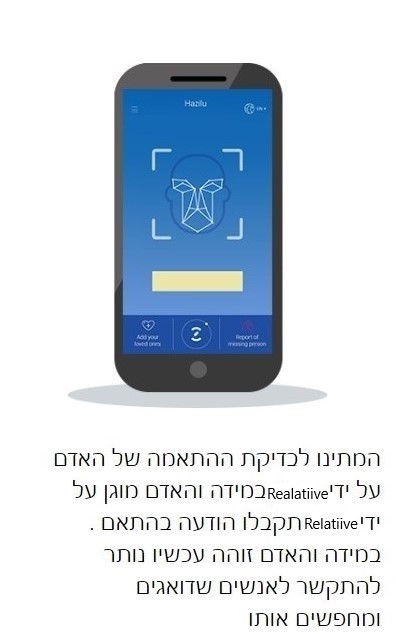 Hazilu
EN
Add your
loved ones
Report of
missing person
המתינו לכדיקת ההתאמה של האדם
על ידי Realatiive במידה והאדם מוגן על
ידי Relatiive תקבלו הודעה בהתאם .
במידה והאדם זוהה עכשיו נותר
להתקשר לאנשים שדואגים
ומחפשים אותו